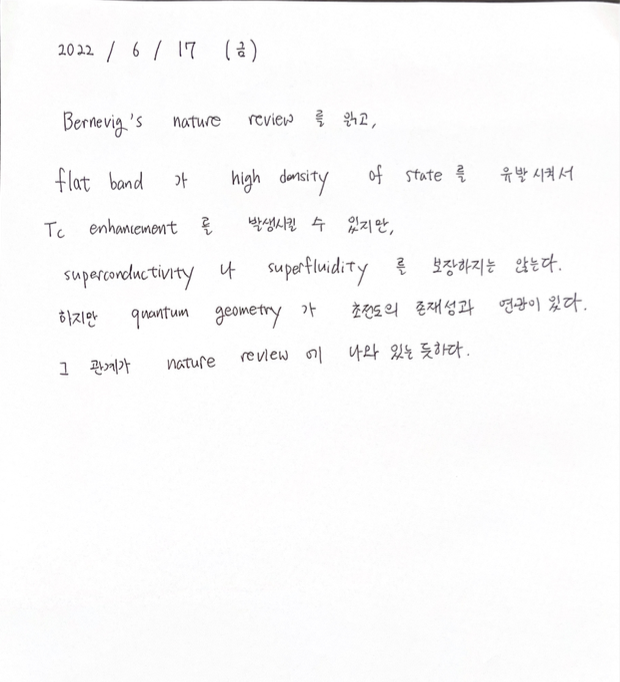 2022 / 6 / 17 (금)
Bernevig's nature review 를 읽고,
flat band 가 high density of state 를 유발시켜서
Tc enhancement 를 발생시킬 수 있지만,
superconductivity 나 superfluidity 를 보장하지는 않는다.
하지만 quantum geometry 가 초전도의 존재성과 연관이 있다.
그 관계가 nature review 에 나와 있는 듯하다.